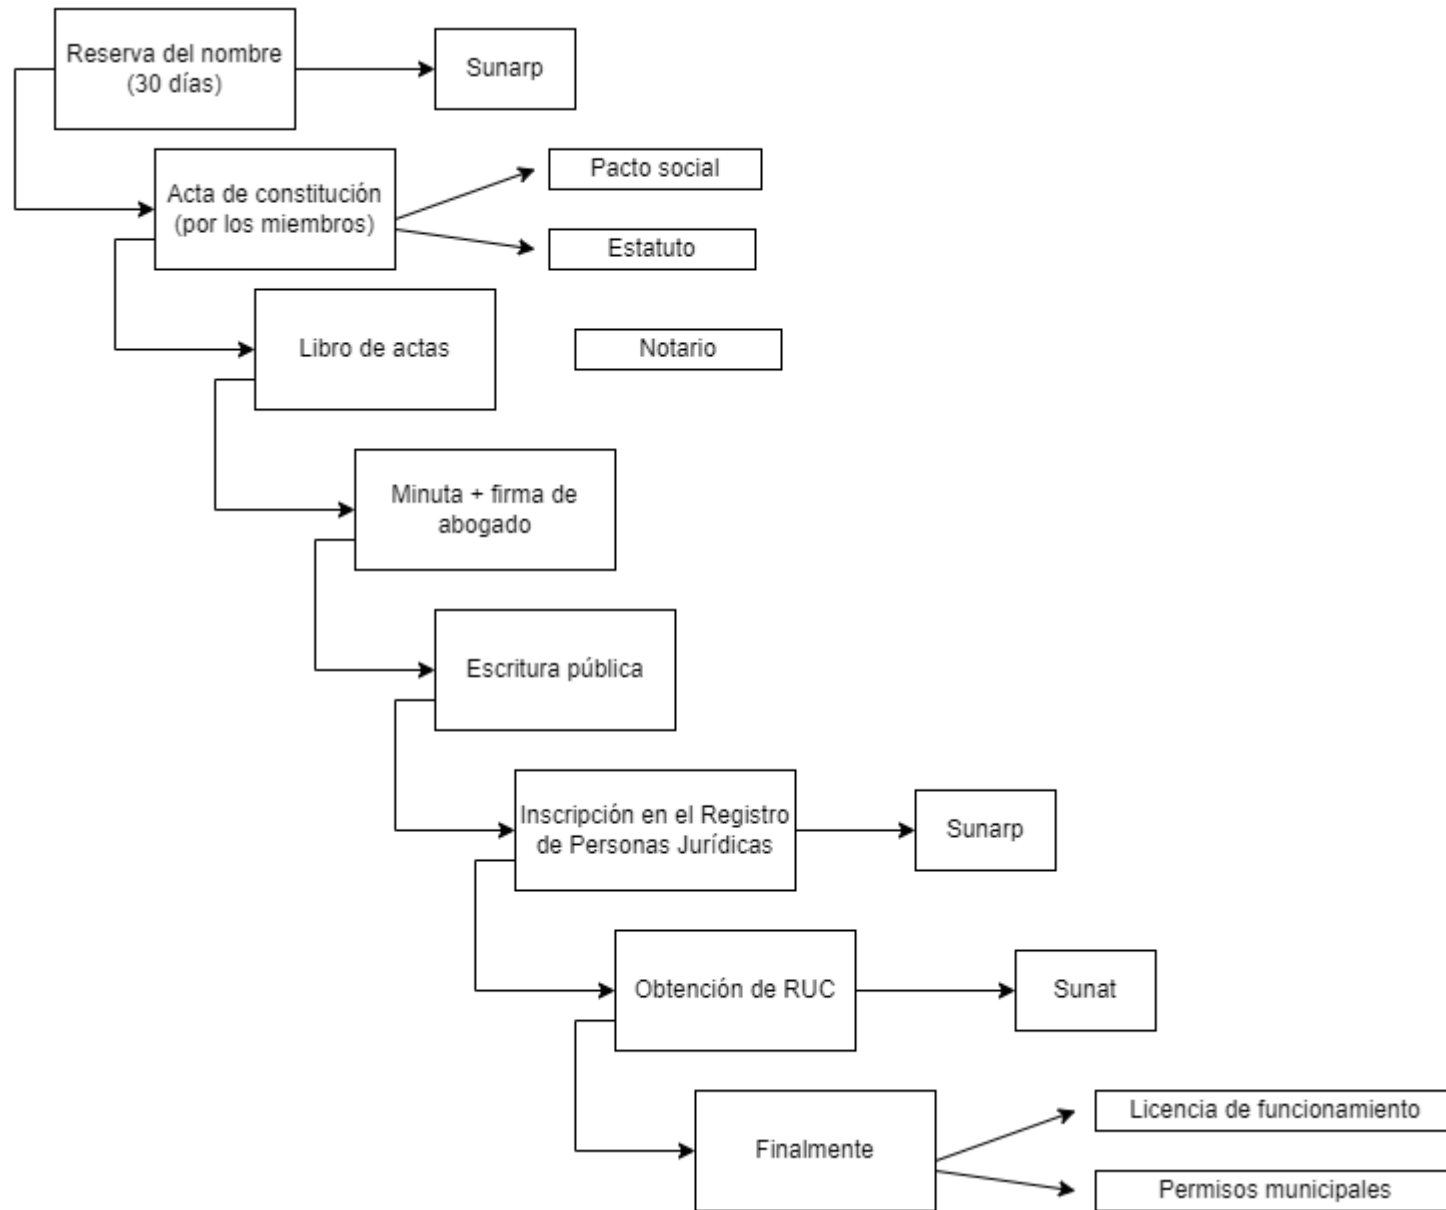 Reserva del nombre
(30 días)
Sunarp
Acta de constitución
(por los miembros)
Pacto social
Estatuto
Libro de actas
Notario
Minuta + firma de
abogado
Escritura pública
Inscripción en el Registro
de Personas Jurídicas
Sunarp
Obtención de RUC
Sunat
Finalmente
Licencia de funcionamiento
Permisos municipales